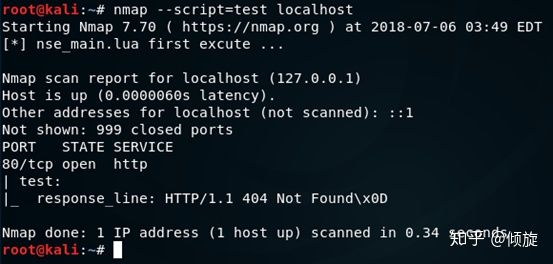 root@kali:~# nmap --script=test localhost
Starting Nmap 7.70 ( https://nmap.org ) at 2018-07-06 03:49 EDT
[*] nse_main.lua first excute ...
Nmap scan report for localhost (127.0.0.1)
Host is up (0.0000060s latency).
Other addresses for localhost (not scanned): ::1
Not shown: 999 closed ports
PORT   STATE SERVICE
80/tcp open  http
| test:
|_  response_line: HTTP/1.1 404 Not Found\x0D
Nmap done: 1 IP address (1 host up) scanned in 0.34 seconds
root@kali:~#
知乎 @倾旋